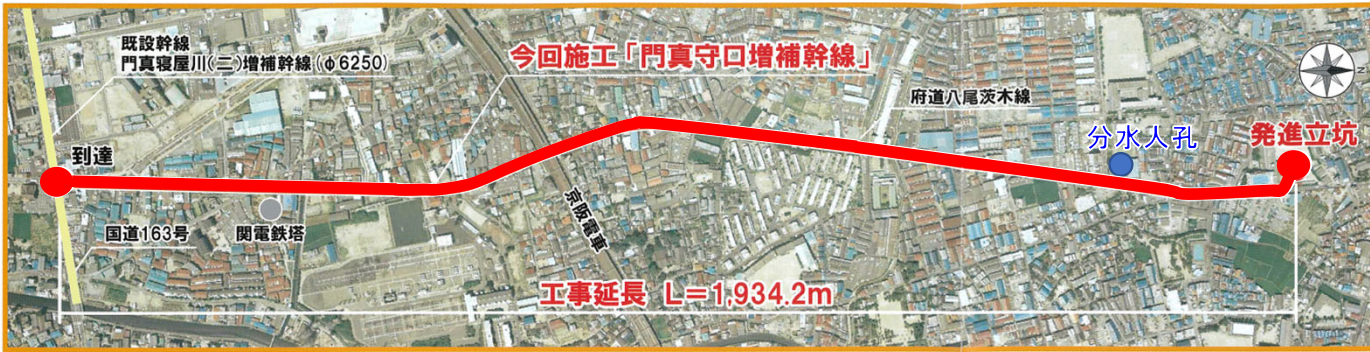 既設幹線
門真寝屋川(二)増補幹線(φ6250)
今回施工「門真守口増補幹線」
府道八尾茨木線
分水人孔
発進立坑
N
到達
京阪電車
国道163号
関電鉄塔
工事延長 L=1,934.2m